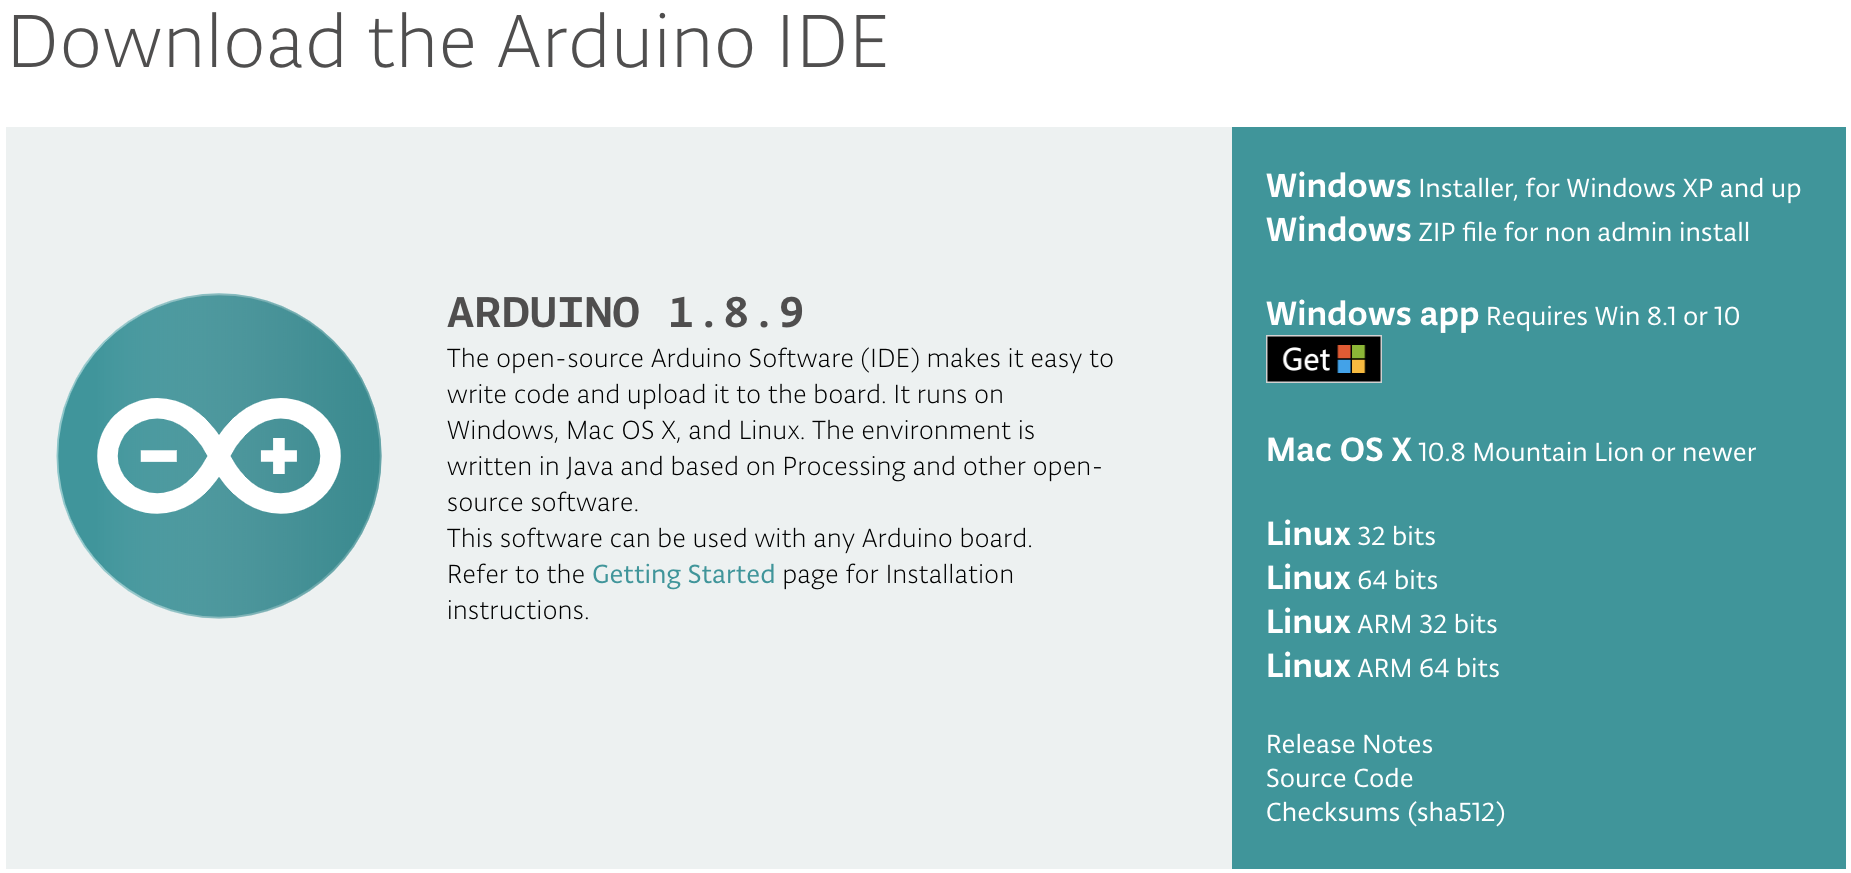 Download the Arduino IDE
ARDUINO 1.8.9
The open-source Arduino Software (IDE) makes it easy to
write code and upload it to the board. It runs on
Windows, Mac OS X, and Linux. The environment is
written in Java and based on Processing and other open-
source software.
This software can be used with any Arduino board.
Refer to the Getting Started page for Installation
instructions.
Windows Installer, for Windows XP and up
Windows ZIP file for non admin install
Windows app Requires Win 8.1 or 10
Get
Mac OS X 10.8 Mountain Lion or newer
Linux 32 bits
Linux 64 bits
Linux ARM 32 bits
Linux ARM 64 bits
Release Notes
Source Code
Checksums (sha512)